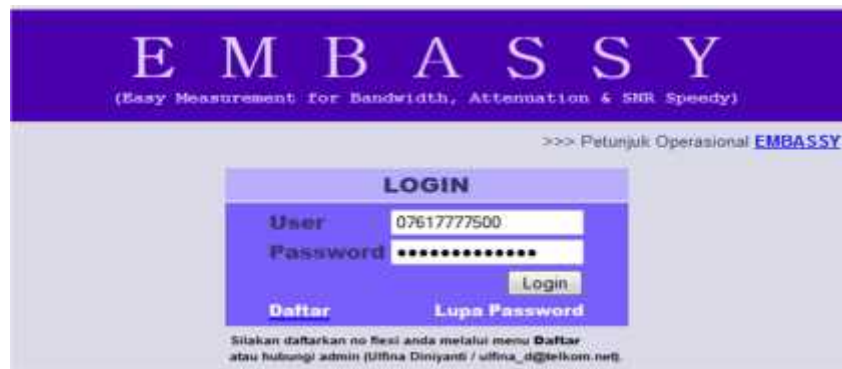 E M B A S S Y
(Easy Measurement for Bandwidth, Attenuation & SNR Speedy)
>>> Petunjuk Operasional EMBASSY
LOGIN
User 07617777500
Password •••••••••••••
Login
Daftar Lupa Password
Silakan daftarkan no flexi anda melalui menu Daftar
atau hubungi admin (Ulfina Diniyanti / ulfina_d@telkom.net).